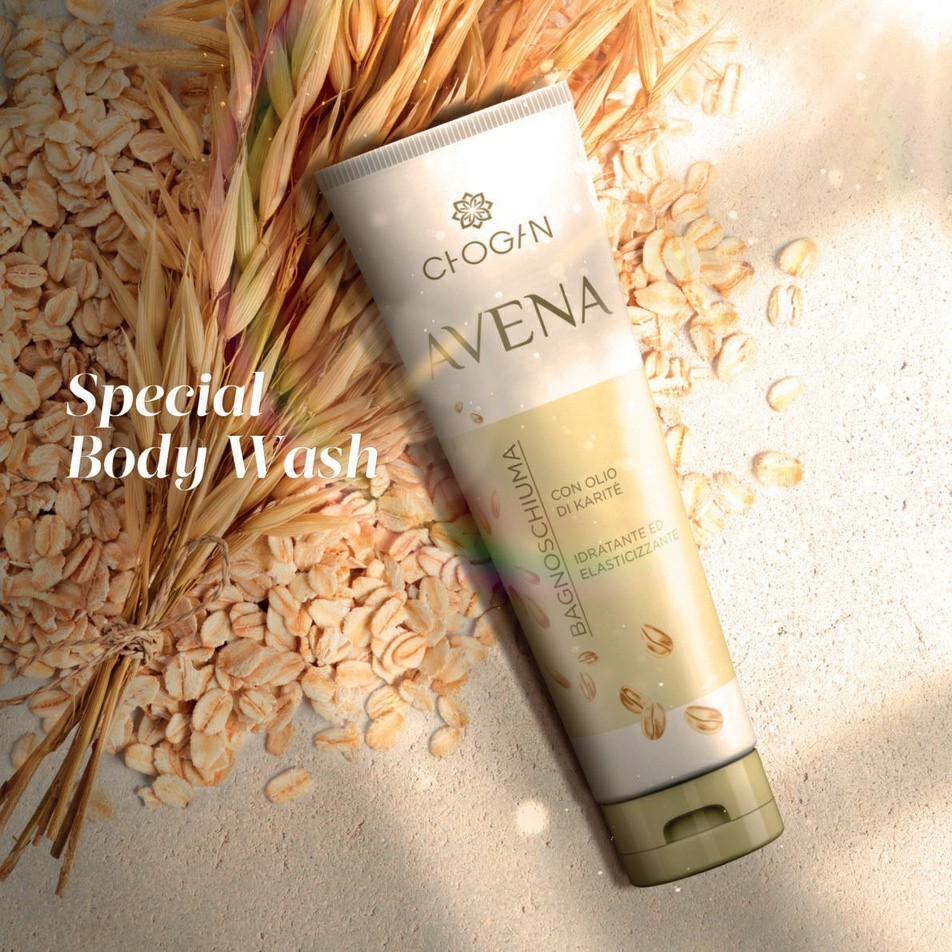 CHOGAN
AVENA
Special
Body Wash
BAGNOSCHIUMA
CON OLIO
DI KARITÈ
IDRATANTE ED
ELASTICIZZANTE